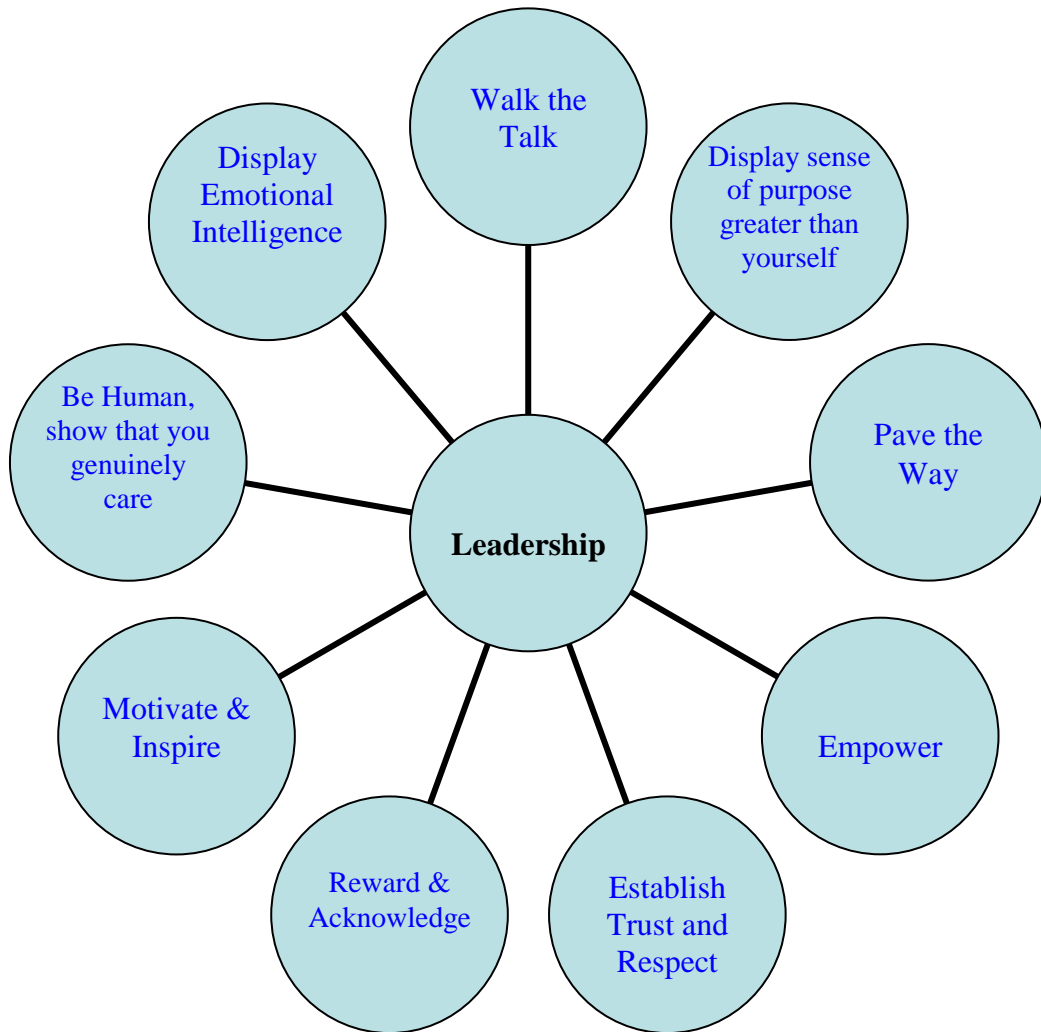 Walk the
Talk
Display sense
of purpose
greater than
yourself
Pave the
Way
Empower
Establish
Trust and
Respect
Reward &
Acknowledge
Motivate &
Inspire
Be Human,
show that you
genuinely
care
Display
Emotional
Intelligence
Leadership